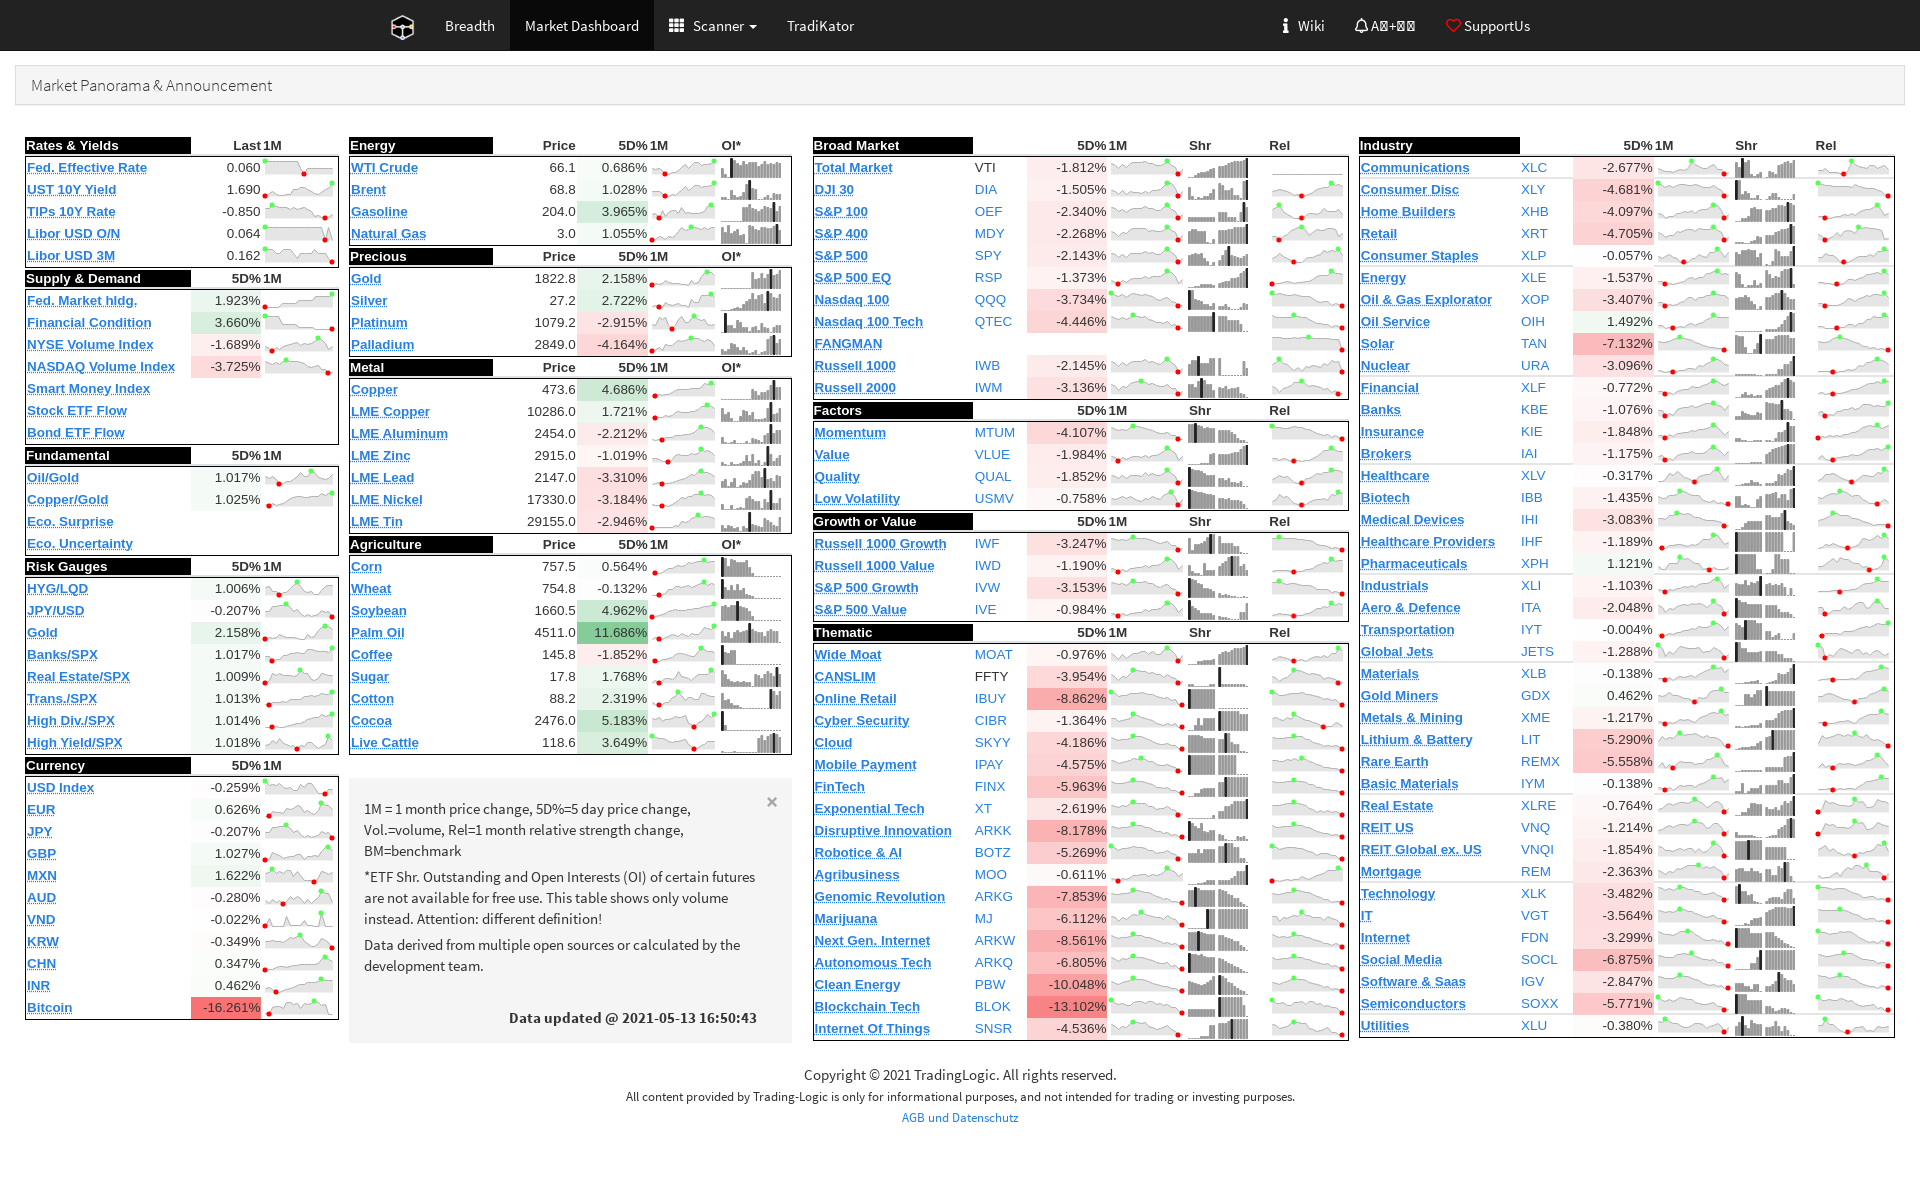 Breadth
Market Dashboard
Scanner
TradiKator
Wiki
SupportUs
Market Panorama & Announcement
Rates & Yields Last 1M
Fed. Effective Rate 0.060
UST 10Y Yield 1.690
TIPs 10Y Rate -0.850
Libor USD O/N 0.064
Libor USD 3M 0.162
Supply & Demand 5D% 1M
Fed. Market hldg. 1.923%
Financial Condition 3.660%
NYSE Volume Index -1.689%
NASDAQ Volume Index -3.725%
Smart Money Index
Stock ETF Flow
Bond ETF Flow
Fundamental 5D% 1M
Oil/Gold 1.017%
Copper/Gold 1.025%
Eco. Surprise
Eco. Uncertainty
Risk Gauges 5D% 1M
HYG/LQD 1.006%
JPY/USD -0.207%
Gold 2.158%
Banks/SPX 1.017%
Real Estate/SPX 1.009%
Trans./SPX 1.013%
High Div./SPX 1.014%
High Yield/SPX 1.018%
Currency 5D% 1M
USD Index -0.259%
EUR 0.626%
JPY -0.207%
GBP 1.027%
MXN 1.622%
AUD -0.280%
VND -0.022%
KRW -0.349%
CHN 0.347%
INR 0.462%
Bitcoin -16.261%
Energy Price 5D% 1M OI*
WTI Crude 66.1 0.686%
Brent 68.8 1.028%
Gasoline 204.0 3.965%
Natural Gas 3.0 1.055%
Precious Price 5D% 1M OI*
Gold 1822.8 2.158%
Silver 27.2 2.722%
Platinum 1079.2 -2.915%
Palladium 2849.0 -4.164%
Metal Price 5D% 1M OI*
Copper 473.6 4.686%
LME Copper 10286.0 1.721%
LME Aluminum 2454.0 -2.212%
LME Zinc 2915.0 -1.019%
LME Lead 2147.0 -3.310%
LME Nickel 17330.0 -3.184%
LME Tin 29155.0 -2.946%
Agriculture Price 5D% 1M OI*
Corn 757.5 0.564%
Wheat 754.8 -0.132%
Soybean 1660.5 4.962%
Palm Oil 4511.0 11.686%
Coffee 145.8 -1.852%
Sugar 17.8 1.768%
Cotton 88.2 2.319%
Cocoa 2476.0 5.183%
Live Cattle 118.6 3.649%
×
1M = 1 month price change, 5D%=5 day price change,
Vol.=volume, Rel=1 month relative strength change,
BM=benchmark
*ETF Shr. Outstanding and Open Interests (OI) of certain futures
are not available for free use. This table shows only volume
instead. Attention: different definition!
Data derived from multiple open sources or calculated by the
development team.
Data updated @ 2021-05-13 16:50:43
Broad Market 5D% 1M Shr Rel
Total Market VTI -1.812%
DJI 30 DIA -1.505%
S&P 100 OEF -2.340%
S&P 400 MDY -2.268%
S&P 500 SPY -2.143%
S&P 500 EQ RSP -1.373%
Nasdaq 100 QQQ -3.734%
Nasdaq 100 Tech QTEC -4.446%
FANGMAN
Russell 1000 IWB -2.145%
Russell 2000 IWM -3.136%
Factors 5D% 1M Shr Rel
Momentum MTUM -4.107%
Value VLUE -1.984%
Quality QUAL -1.852%
Low Volatility USMV -0.758%
Growth or Value 5D% 1M Shr Rel
Russell 1000 Growth IWF -3.247%
Russell 1000 Value IWD -1.190%
S&P 500 Growth IVW -3.153%
S&P 500 Value IVE -0.984%
Thematic 5D% 1M Shr Rel
Wide Moat MOAT -0.976%
CANSLIM FFTY -3.954%
Online Retail IBUY -8.862%
Cyber Security CIBR -1.364%
Cloud SKYY -4.186%
Mobile Payment IPAY -4.575%
FinTech FINX -5.963%
Exponential Tech XT -2.619%
Disruptive Innovation ARKK -8.178%
Robotice & AI BOTZ -5.269%
Agribusiness MOO -0.611%
Genomic Revolution ARKG -7.853%
Marijuana MJ -6.112%
Next Gen. Internet ARKW -8.561%
Autonomous Tech ARKQ -6.805%
Clean Energy PBW -10.048%
Blockchain Tech BLOK -13.102%
Internet Of Things SNSR -4.536%
Industry 5D% 1M Shr Rel
Communications XLC -2.677%
Consumer Disc XLY -4.681%
Home Builders XHB -4.097%
Retail XRT -4.705%
Consumer Staples XLP -0.057%
Energy XLE -1.537%
Oil & Gas Explorator XOP -3.407%
Oil Service OIH 1.492%
Solar TAN -7.132%
Nuclear URA -3.096%
Financial XLF -0.772%
Banks KBE -1.076%
Insurance KIE -1.848%
Brokers IAI -1.175%
Healthcare XLV -0.317%
Biotech IBB -1.435%
Medical Devices IHI -3.083%
Healthcare Providers IHF -1.189%
Pharmaceuticals XPH 1.121%
Industrials XLI -1.103%
Aero & Defence ITA -2.048%
Transportation IYT -0.004%
Global Jets JETS -1.288%
Materials XLB -0.138%
Gold Miners GDX 0.462%
Metals & Mining XME -1.217%
Lithium & Battery LIT -5.290%
Rare Earth REMX -5.558%
Basic Materials IYM -0.138%
Real Estate XLRE -0.764%
REIT US VNQ -1.214%
REIT Global ex. US VNQI -1.854%
Mortgage REM -2.363%
Technology XLK -3.482%
IT VGT -3.564%
Internet FDN -3.299%
Social Media SOCL -6.875%
Software & Saas IGV -2.847%
Semiconductors SOXX -5.771%
Utilities XLU -0.380%
Copyright © 2021 TradingLogic. All rights reserved.
All content provided by Trading-Logic is only for informational purposes, and not intended for trading or investing purposes.
AGB und Datenschutz